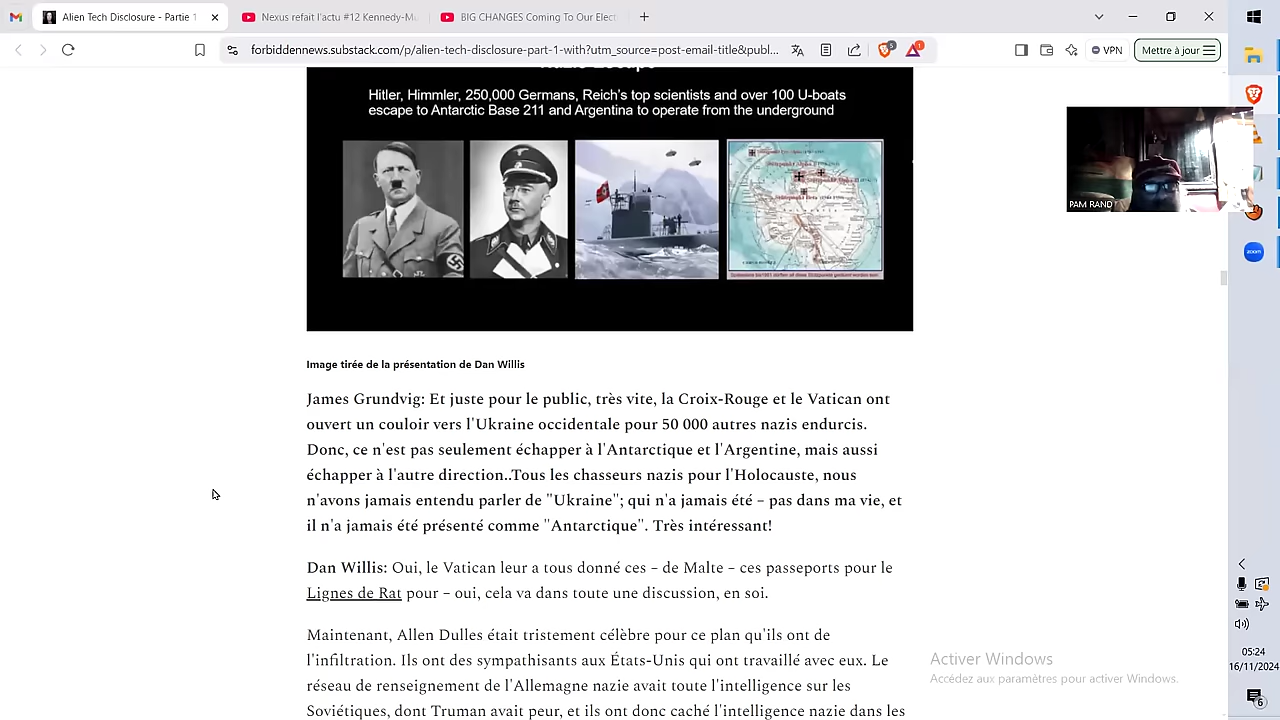 Alien Tech Disclosure - Partie 1
Nexus refait l'actu #12 Kennedy-Mu
BIG CHANGES Coming To Our Elect
forbiddennews.substack.com/p/alien-tech-disclosure-part-1-with?utm_source=post-email-title&publ...
5
1
VPN
Mettre à jour
Hitler, Himmler, 250,000 Germans, Reich's top scientists and over 100 U-boats
escape to Antarctic Base 211 and Argentina to operate from the underground
PAM RAND
zoom
Image tirée de la présentation de Dan Willis
James Grundvig: Et juste pour le public, très vite, la Croix-Rouge et le Vatican ont
ouvert un couloir vers l'Ukraine occidentale pour 50 000 autres nazis endurcis.
Donc, ce n'est pas seulement échapper à l'Antarctique et l'Argentine, mais aussi
échapper à l'autre direction..Tous les chasseurs nazis pour l'Holocauste, nous
n'avons jamais entendu parler de "Ukraine"; qui n'a jamais été – pas dans ma vie, et
il n'a jamais été présenté comme "Antarctique". Très intéressant!
Dan Willis: Oui, le Vatican leur a tous donné ces – de Malte – ces passeports pour le
Lignes de Rat pour – oui, cela va dans toute une discussion, en soi.
Maintenant, Allen Dulles était tristement célèbre pour ce plan qu'ils ont de
l'infiltration. Ils ont des sympathisants aux États-Unis qui ont travaillé avec eux. Le
réseau de renseignement de l'Allemagne nazie avait toute l'intelligence sur les
Soviétiques, dont Truman avait peur, et ils ont donc caché l'intelligence nazie dans les
Activer Windows
Accédez aux paramètres pour activer Windows.
05:24
16/11/2024
6